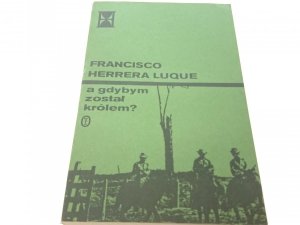 FRANCISCO
HERRERA LUQUE
a gdybym
został
królem?